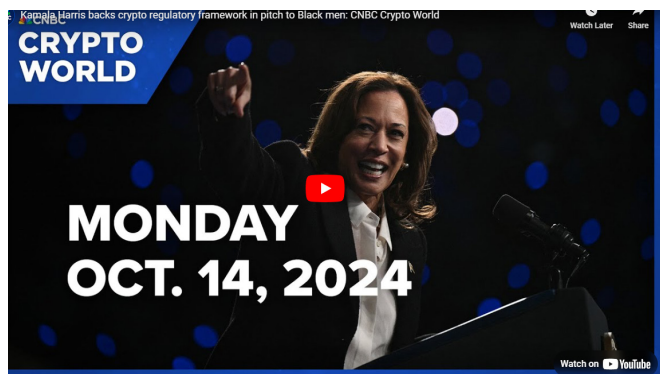 Kamala Harris backs crypto regulatory framework in pitch to Black men: CNBC Crypto World
CNBC
Watch Later
Share
CRYPTO
WORLD
MONDAY
OCT. 14, 2024
Watch on YouTube